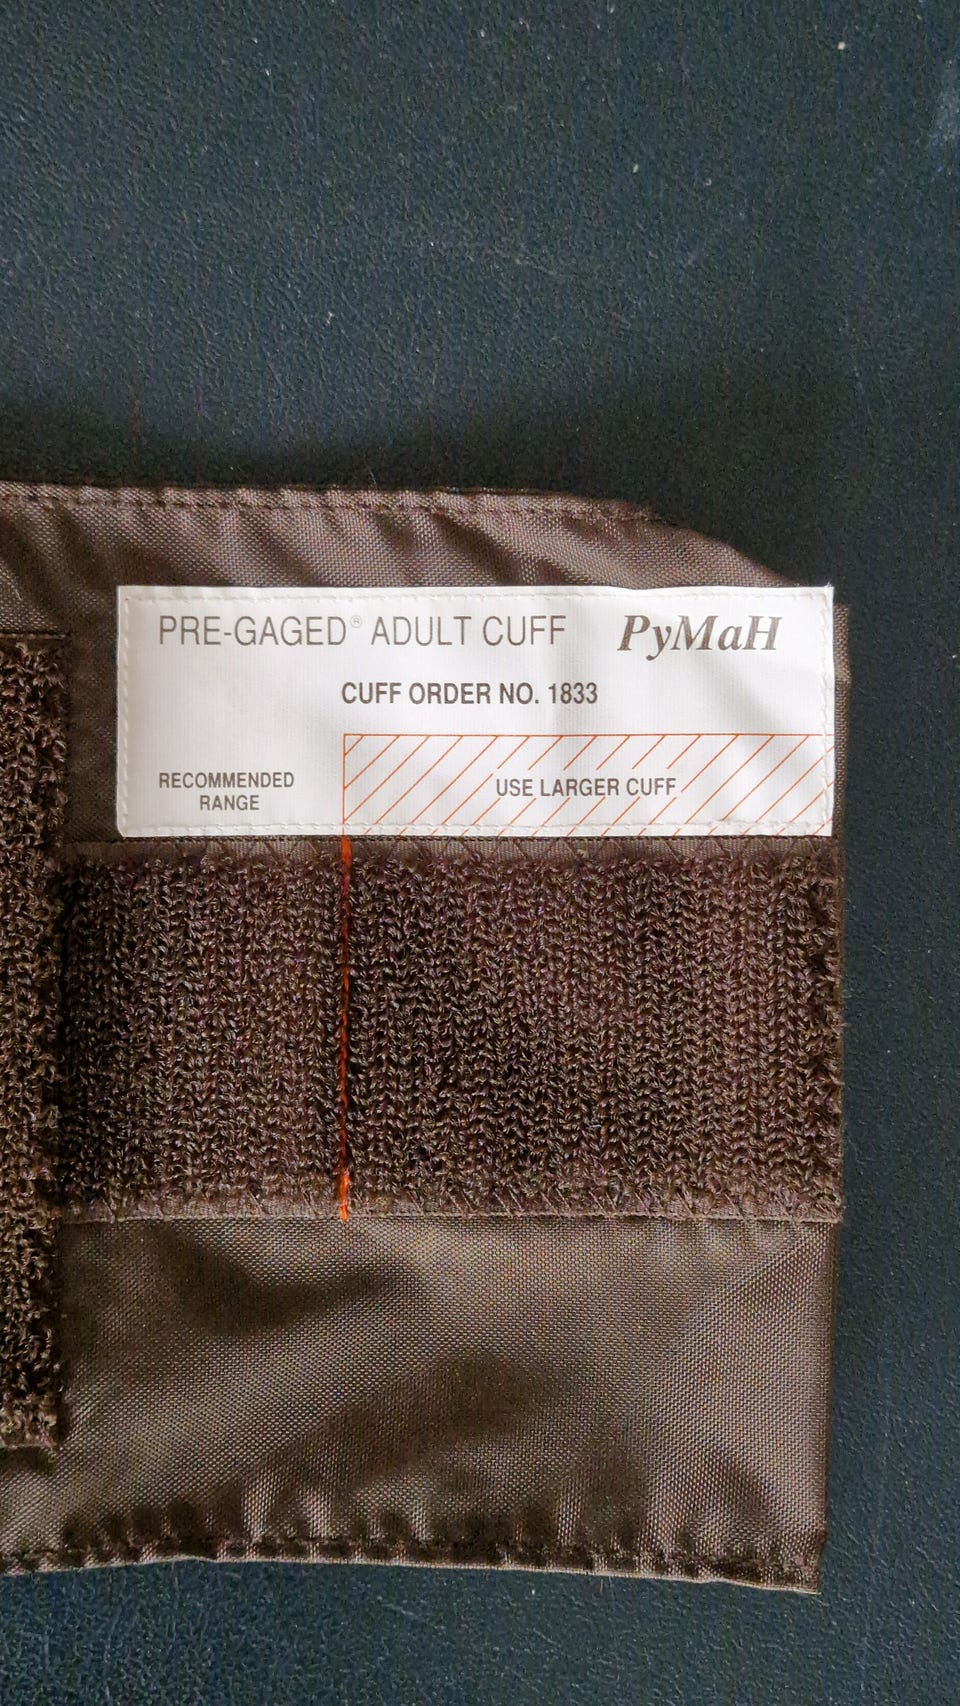 PRE-GAGED® ADULT CUFF PyMaH
CUFF ORDER NO. 1833
RECOMMENDED
RANGE
USE LARGER CUFF